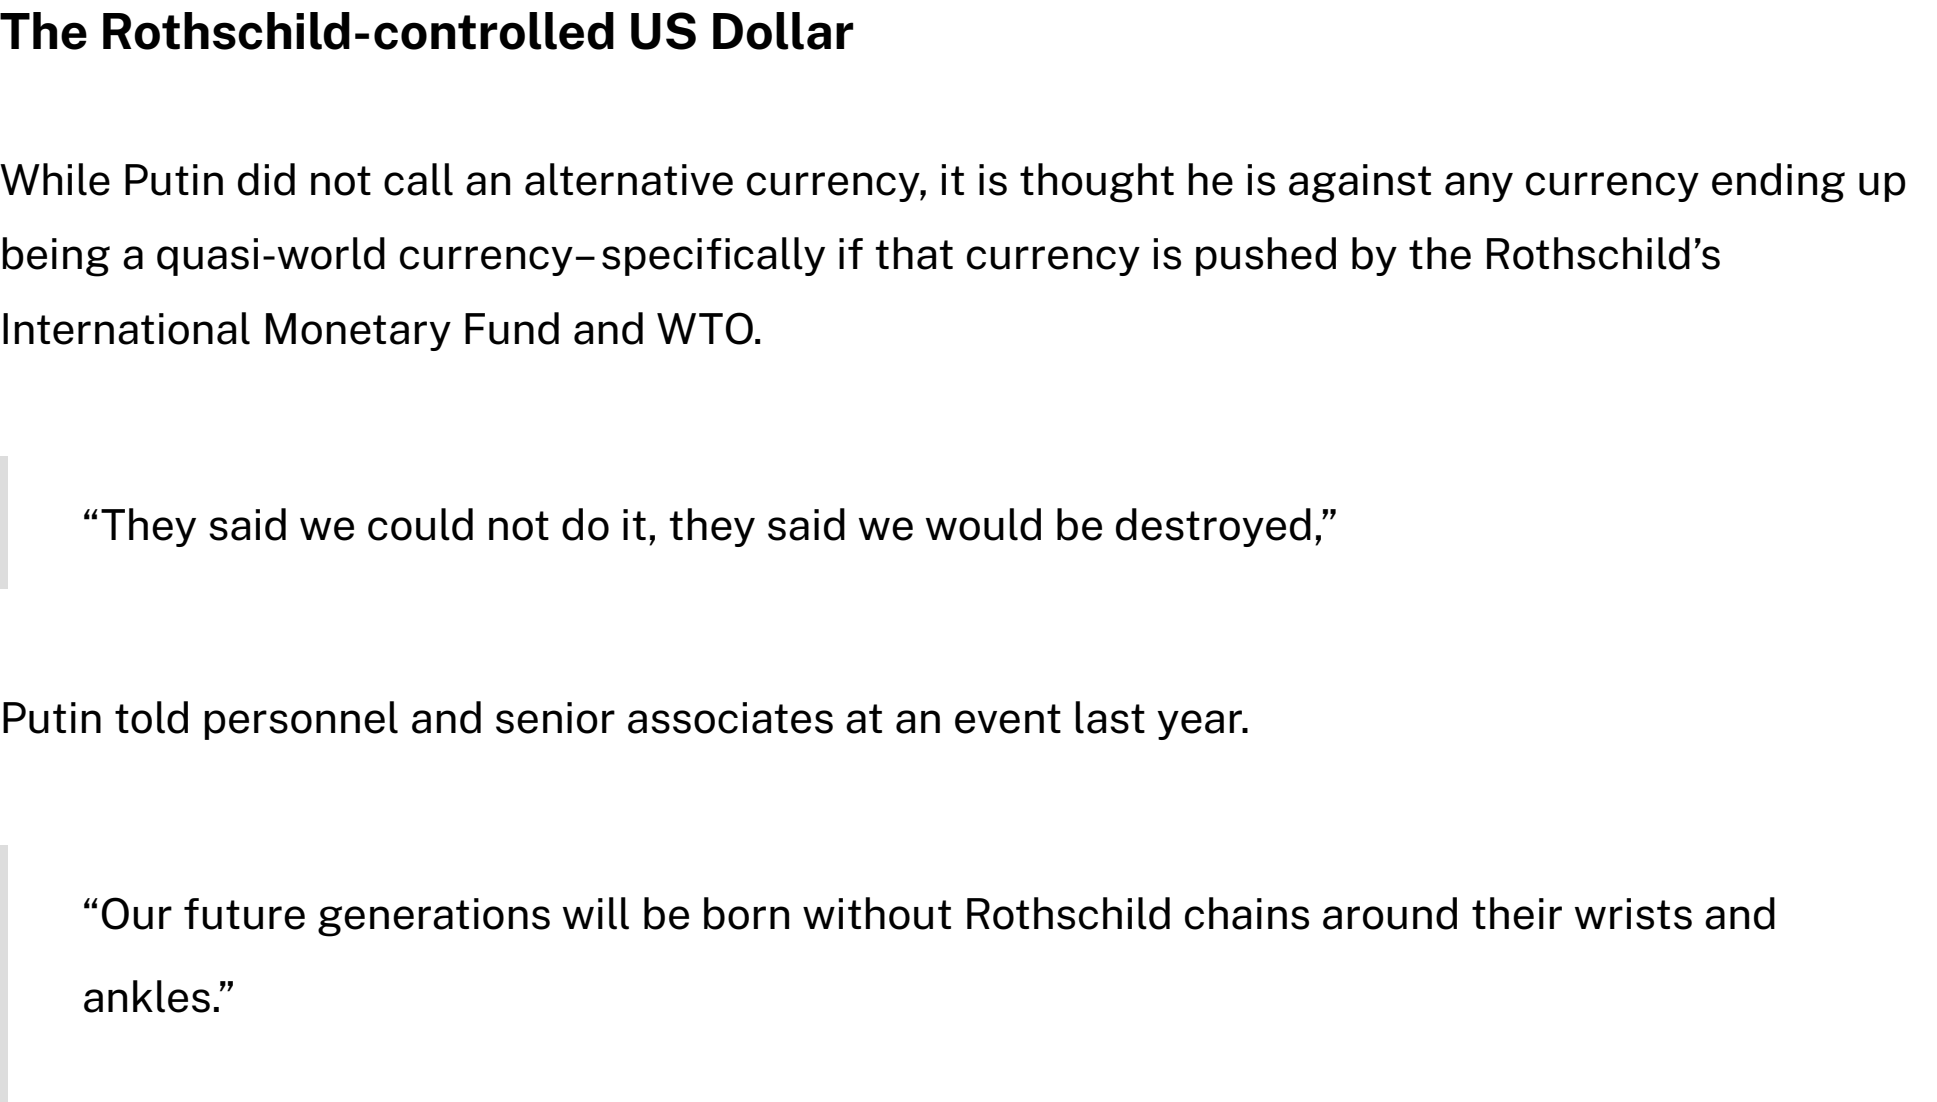 The Rothschild-controlled US Dollar
While Putin did not call an alternative currency, it is thought he is against any currency ending up
being a quasi-world currency–specifically if that currency is pushed by the Rothschild’s
International Monetary Fund and WTO.
“They said we could not do it, they said we would be destroyed,”
Putin told personnel and senior associates at an event last year.
“Our future generations will be born without Rothschild chains around their wrists and
ankles.”